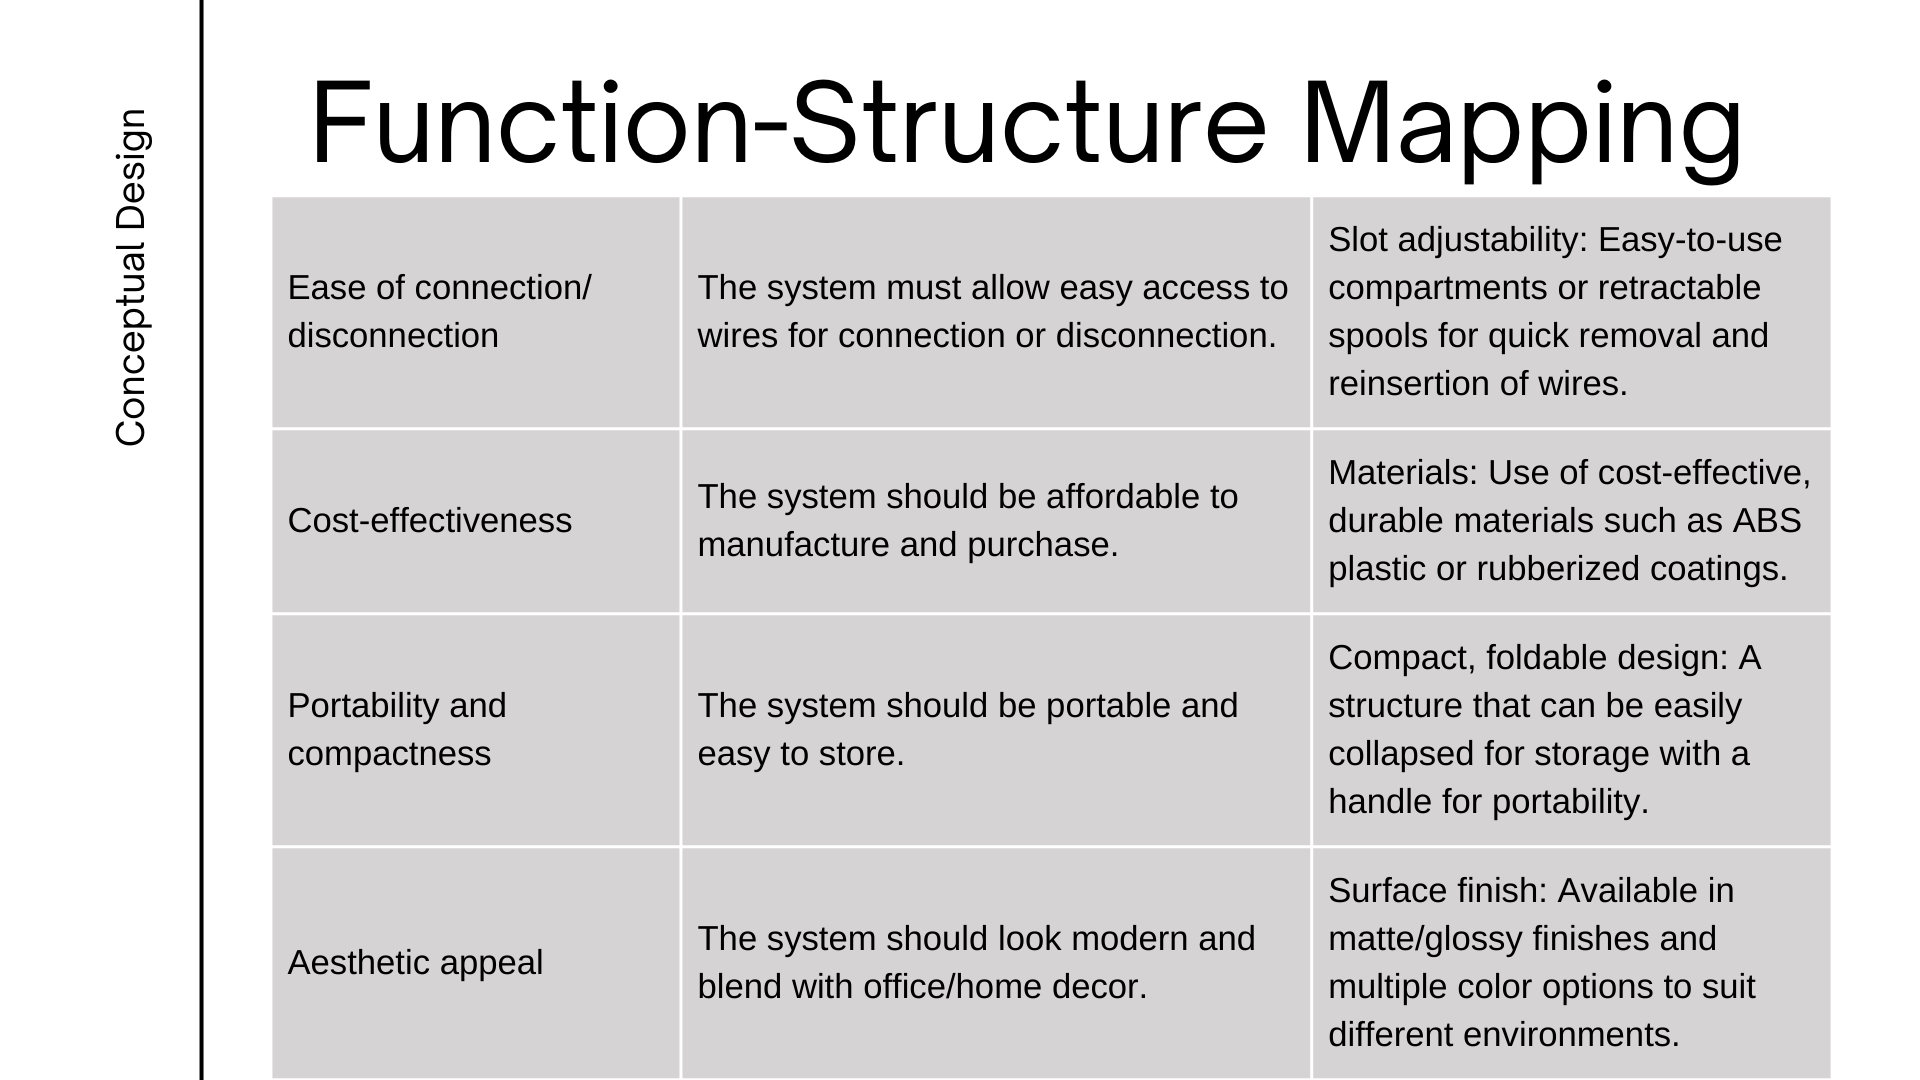 Conceptual Design
Function-Structure Mapping
Ease of connection/
disconnection
The system must allow easy access to
wires for connection or disconnection.
Slot adjustability: Easy-to-use
compartments or retractable
spools for quick removal and
reinsertion of wires.
Cost-effectiveness
The system should be affordable to
manufacture and purchase.
Materials: Use of cost-effective,
durable materials such as ABS
plastic or rubberized coatings.
Portability and
compactness
The system should be portable and
easy to store.
Compact, foldable design: A
structure that can be easily
collapsed for storage with a
handle for portability.
Aesthetic appeal
The system should look modern and
blend with office/home decor.
Surface finish: Available in
matte/glossy finishes and
multiple color options to suit
different environments.